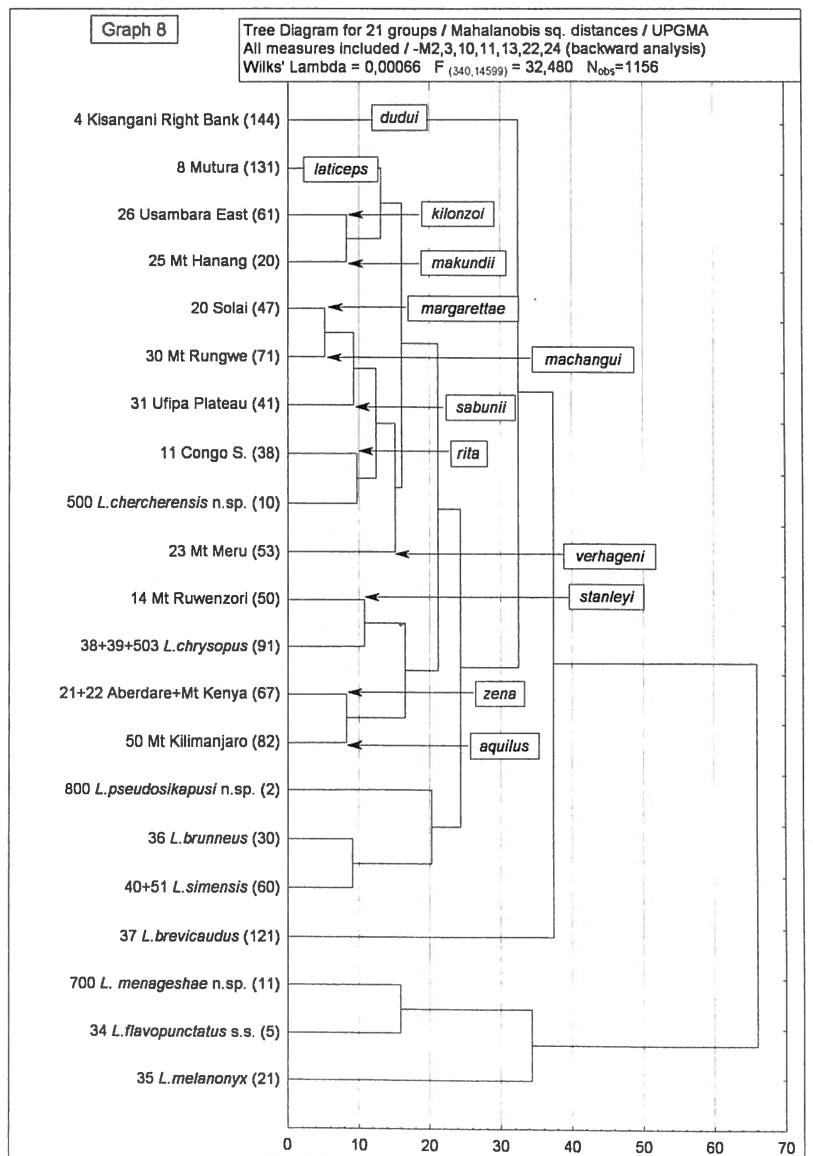 Graph 8
Tree Diagram for 21 groups / Mahalanobis sq. distances / UPGMA
All measures included / -M2,3,10,11,13,22,24 (backward analysis)
Wilks' Lambda = 0,00066 F (340,14599) = 32,480 Nobs=1156
4 Kisangani Right Bank (144)
dudui
8 Mutura (131)
laticeps
26 Usambara East (61)
kilonzoi
25 Mt Hanang (20)
makundii
20 Solai (47)
margarettae
30 Mt Rungwe (71)
machangui
31 Ufipa Plateau (41)
sabunii
11 Congo S. (38)
rita
500 L.chercherensis n.sp. (10)
23 Mt Meru (53)
verhageni
14 Mt Ruwenzori (50)
stanleyi
38+39+503 L.chrysopus (91)
21+22 Aberdare+Mt Kenya (67)
zena
50 Mt Kilimanjaro (82)
aquilus
800 L.pseudosikapusi n.sp. (2)
36 L.brunneus (30)
40+51 L.simensis (60)
37 L.brevicaudus (121)
700 L. menageshae n.sp. (11)
34 L.flavopunctatus s.s. (5)
35 L.melanonyx (21)
0 10 20 30 40 50 60 70